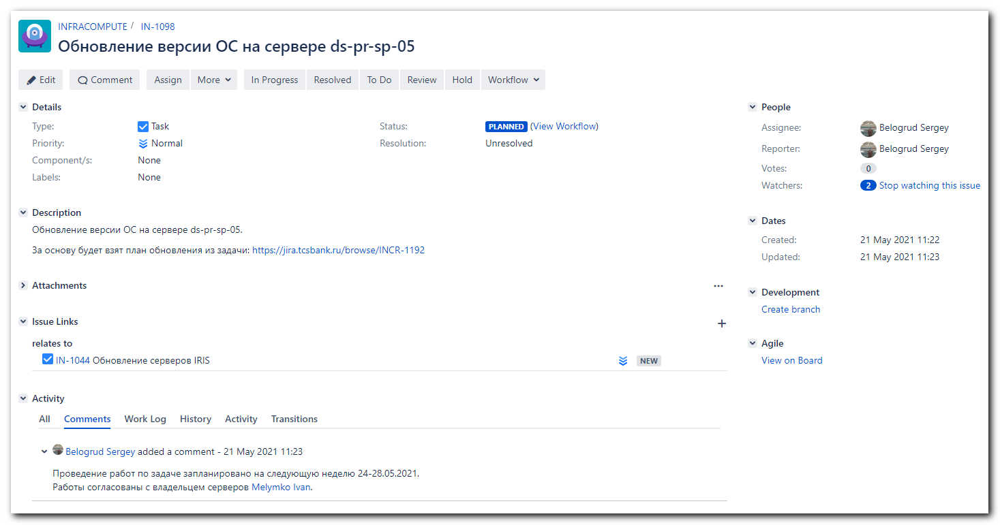 INFRACOMPUTE / IN-1098
Обновление версии ОС на сервере ds-pr-sp-05
Edit Comment Assign More In Progress Resolved To Do Review Hold Workflow
Details
Type: Task
Status: PLANNED (View Workflow)
Priority: Normal
Resolution: Unresolved
Component/s: None
Labels: None
Description
Обновление версии ОС на сервере ds-pr-sp-05.
За основу будет взят план обновления из задачи: https://jira.tcsbank.ru/browse/INCR-1192
Attachments
Issue Links
relates to
IN-1044 Обновление серверов IRIS NEW
Activity
All Comments Work Log History Activity Transitions
Belogrud Sergey added a comment - 21 May 2021 11:23
Проведение работ по задаче запланировано на следующую неделю 24-28.05.2021.
Работы согласованы с владельцем серверов Melymko Ivan.
People
Assignee: Belogrud Sergey
Reporter: Belogrud Sergey
Votes: 0
Watchers: 2 Stop watching this issue
Dates
Created: 21 May 2021 11:22
Updated: 21 May 2021 11:23
Development
Create branch
Agile
View on Board